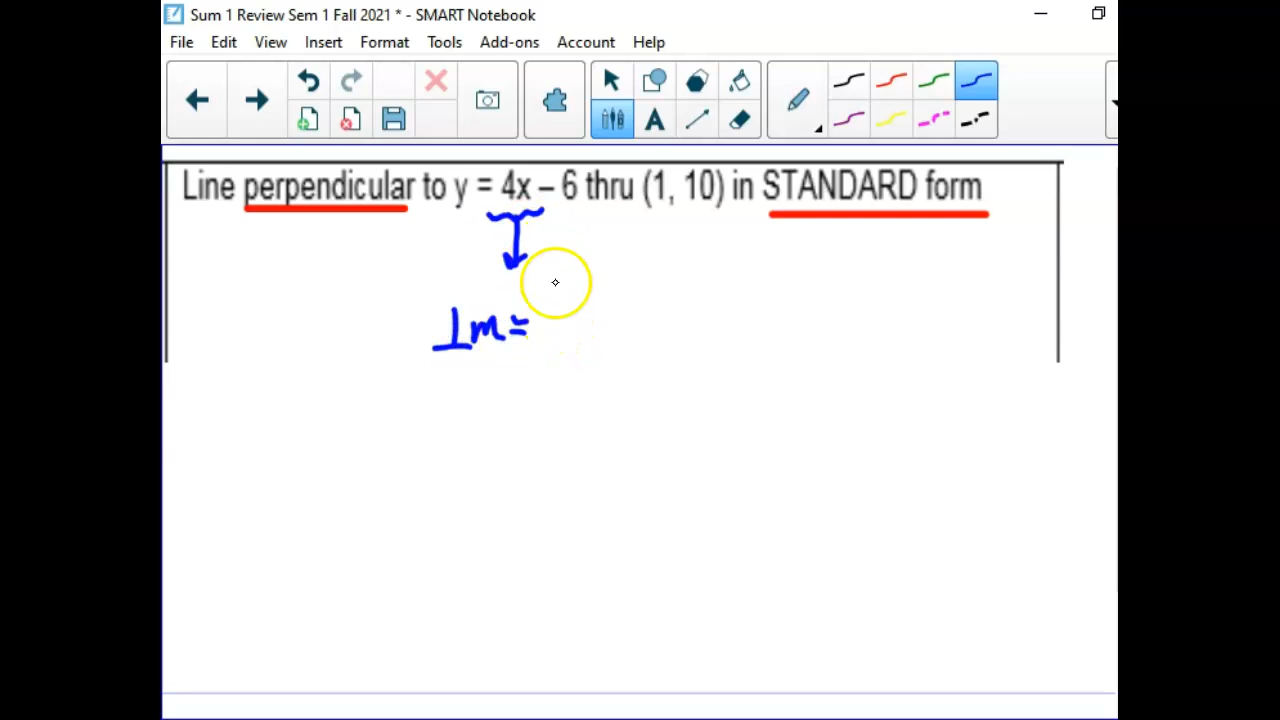 Sum 1 Review Sem 1 Fall 2021 * - SMART Notebook
File Edit View Insert Format Tools Add-ons Account Help
A
Line perpendicular to y = 4x – 6 thru (1, 10) in STANDARD form
⊥m=